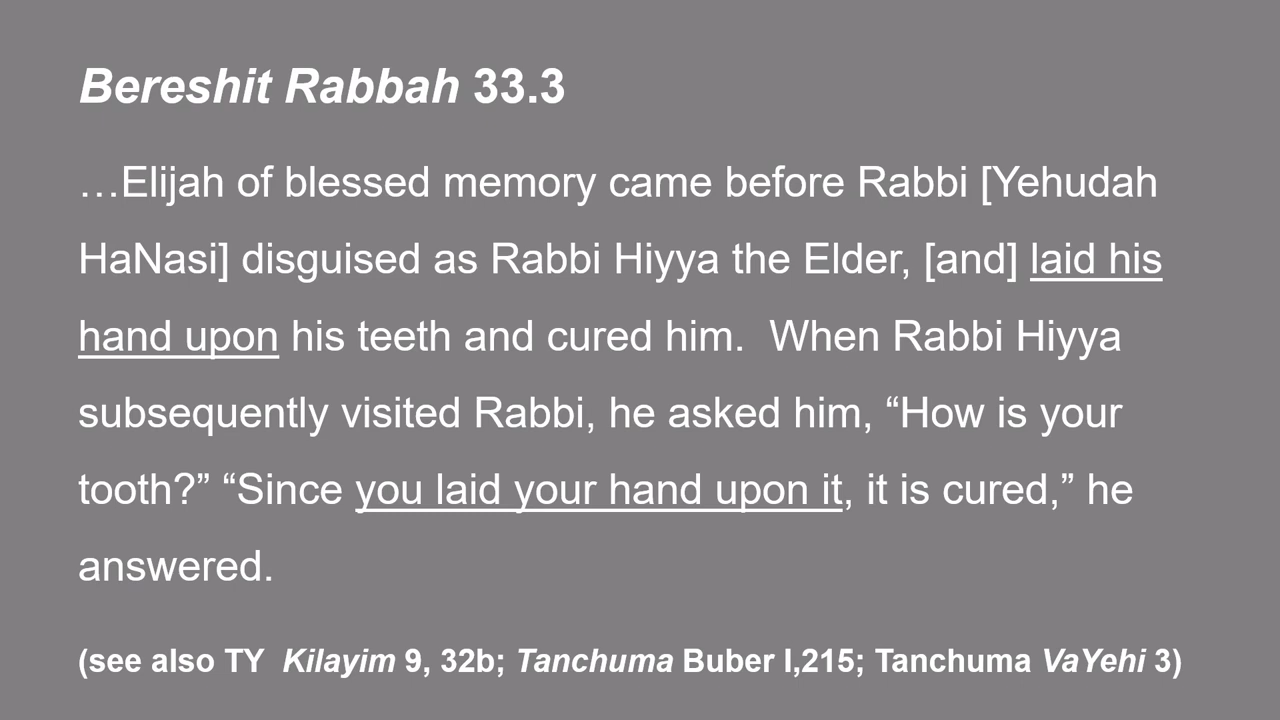 Bereshit Rabbah 33.3
…Elijah of blessed memory came before Rabbi [Yehudah
HaNasi] disguised as Rabbi Hiyya the Elder, [and] laid his
hand upon his teeth and cured him.  When Rabbi Hiyya
subsequently visited Rabbi, he asked him, “How is your
tooth?” “Since you laid your hand upon it, it is cured,” he
answered.
(see also TY  Kilayim 9, 32b; Tanchuma Buber I,215; Tanchuma VaYehi 3)